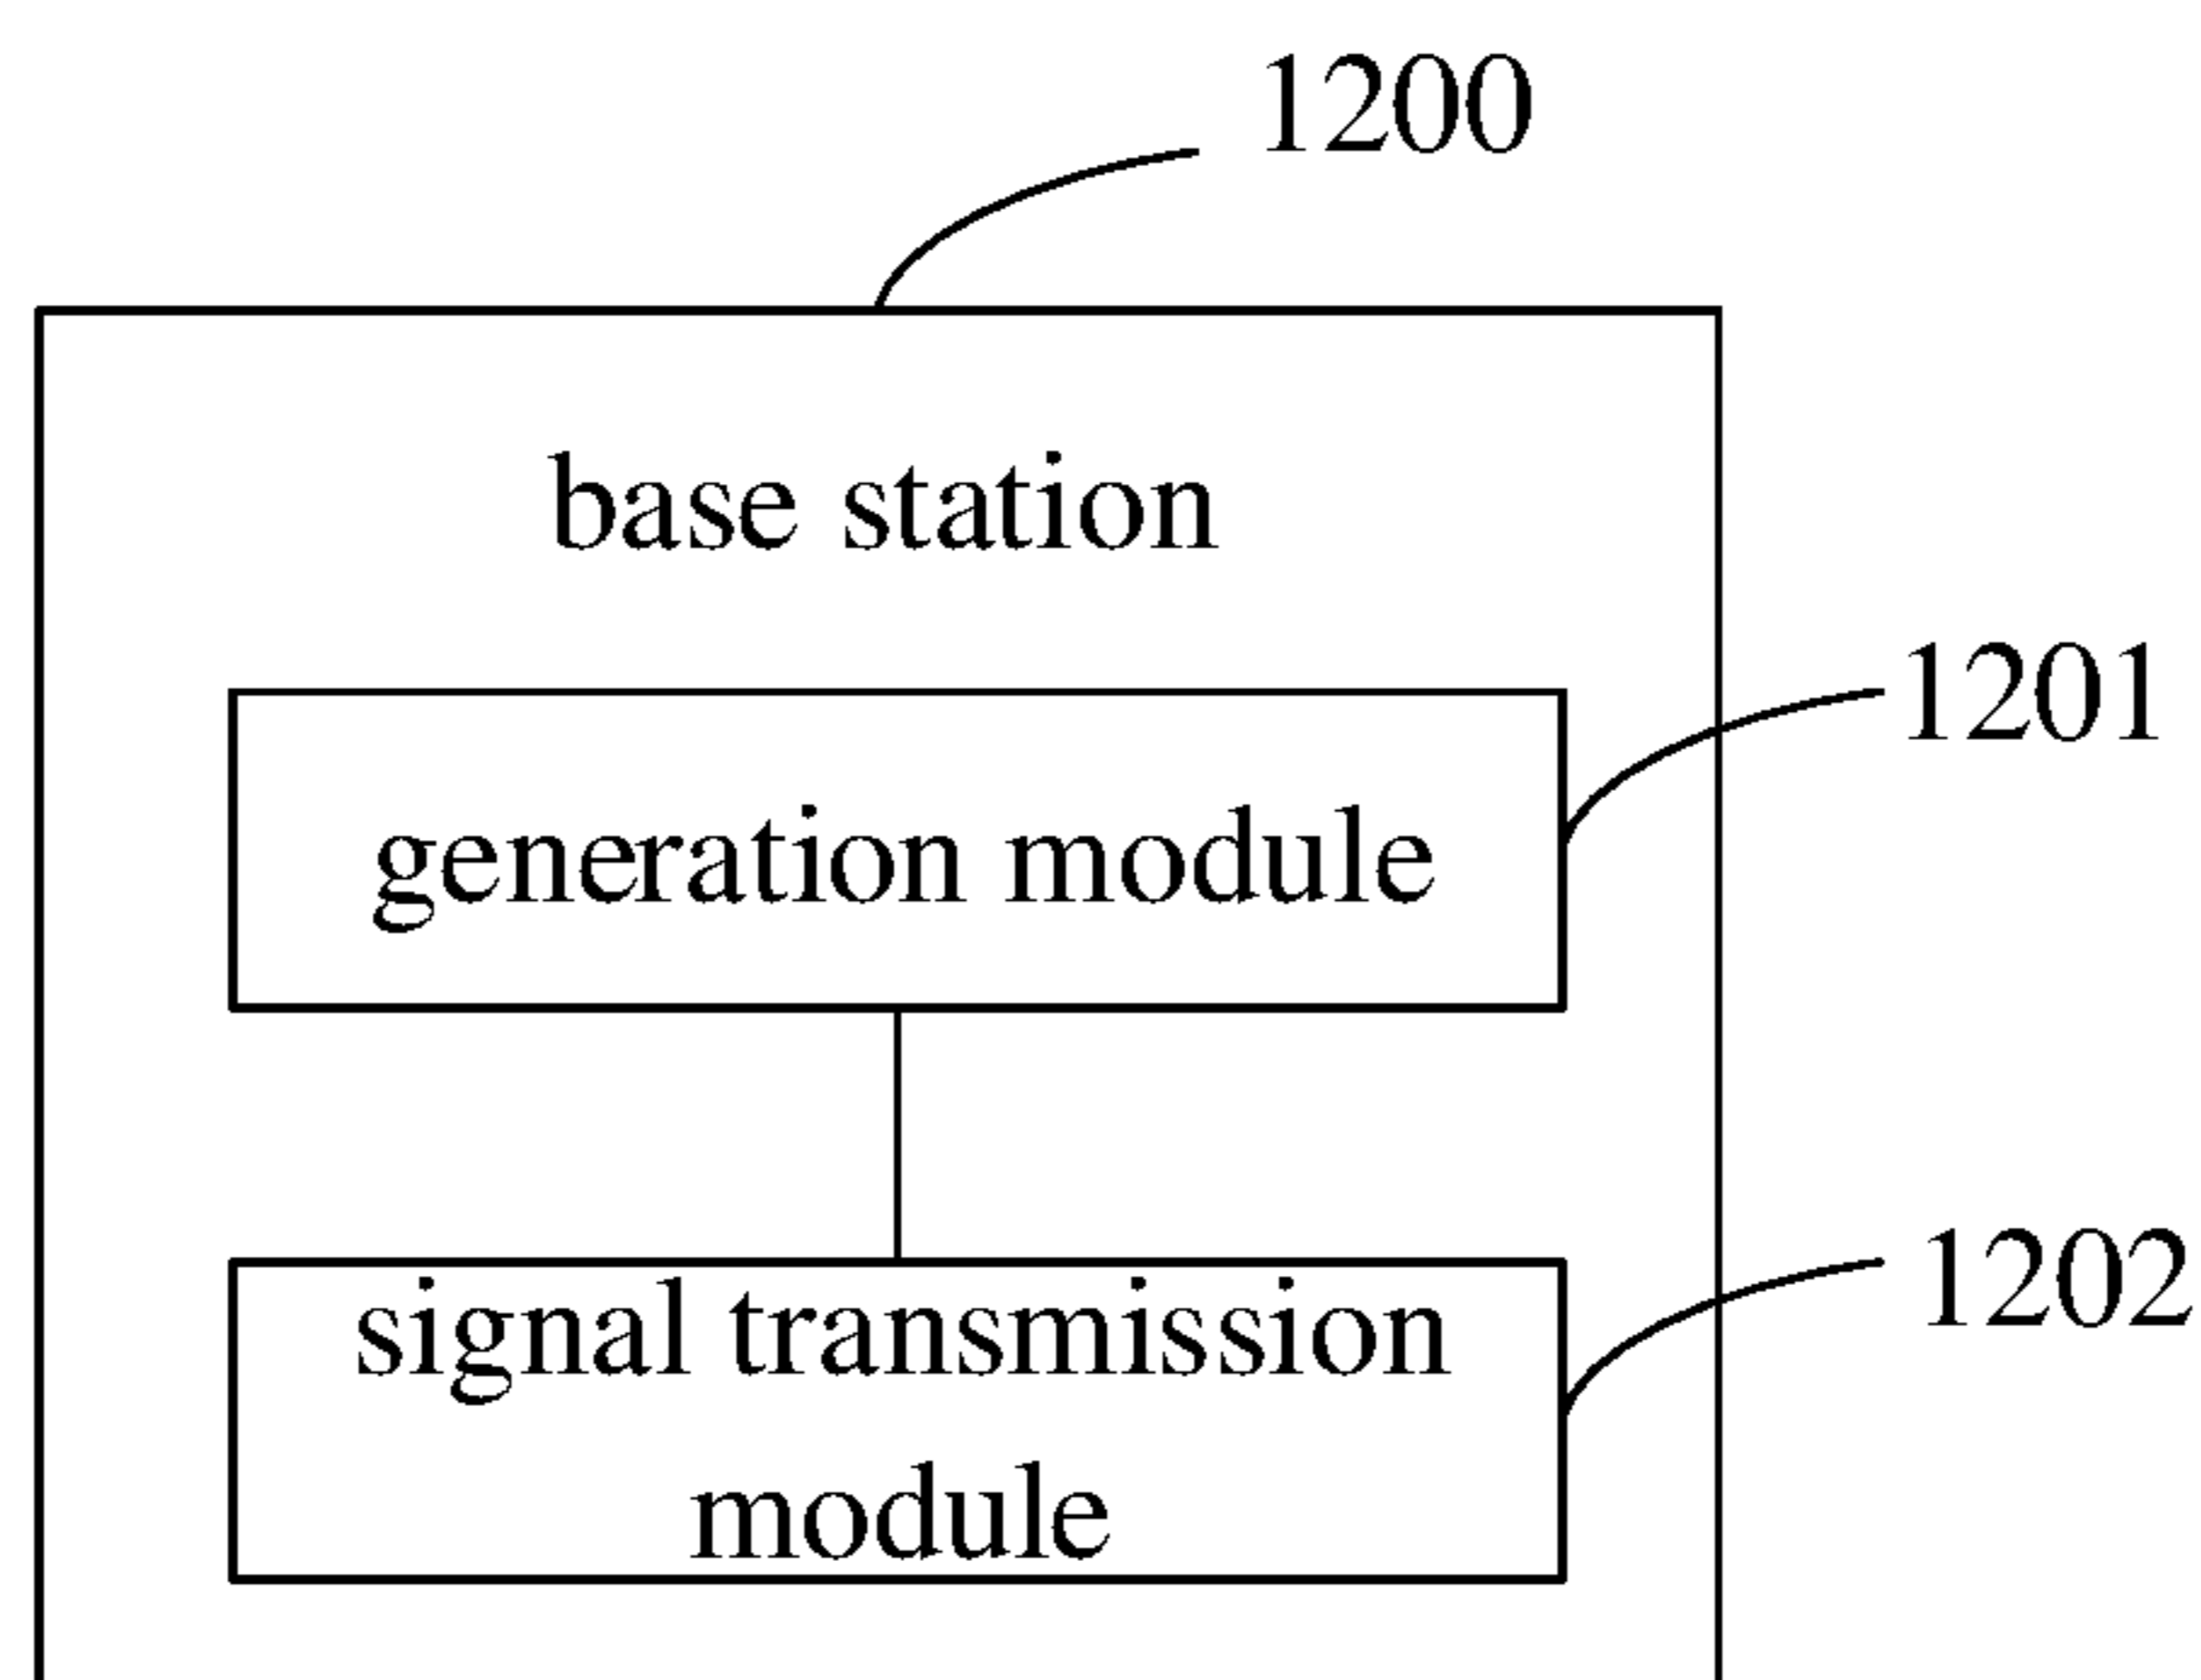 1200
base station
1201
generation module
1202
signal transmission
module